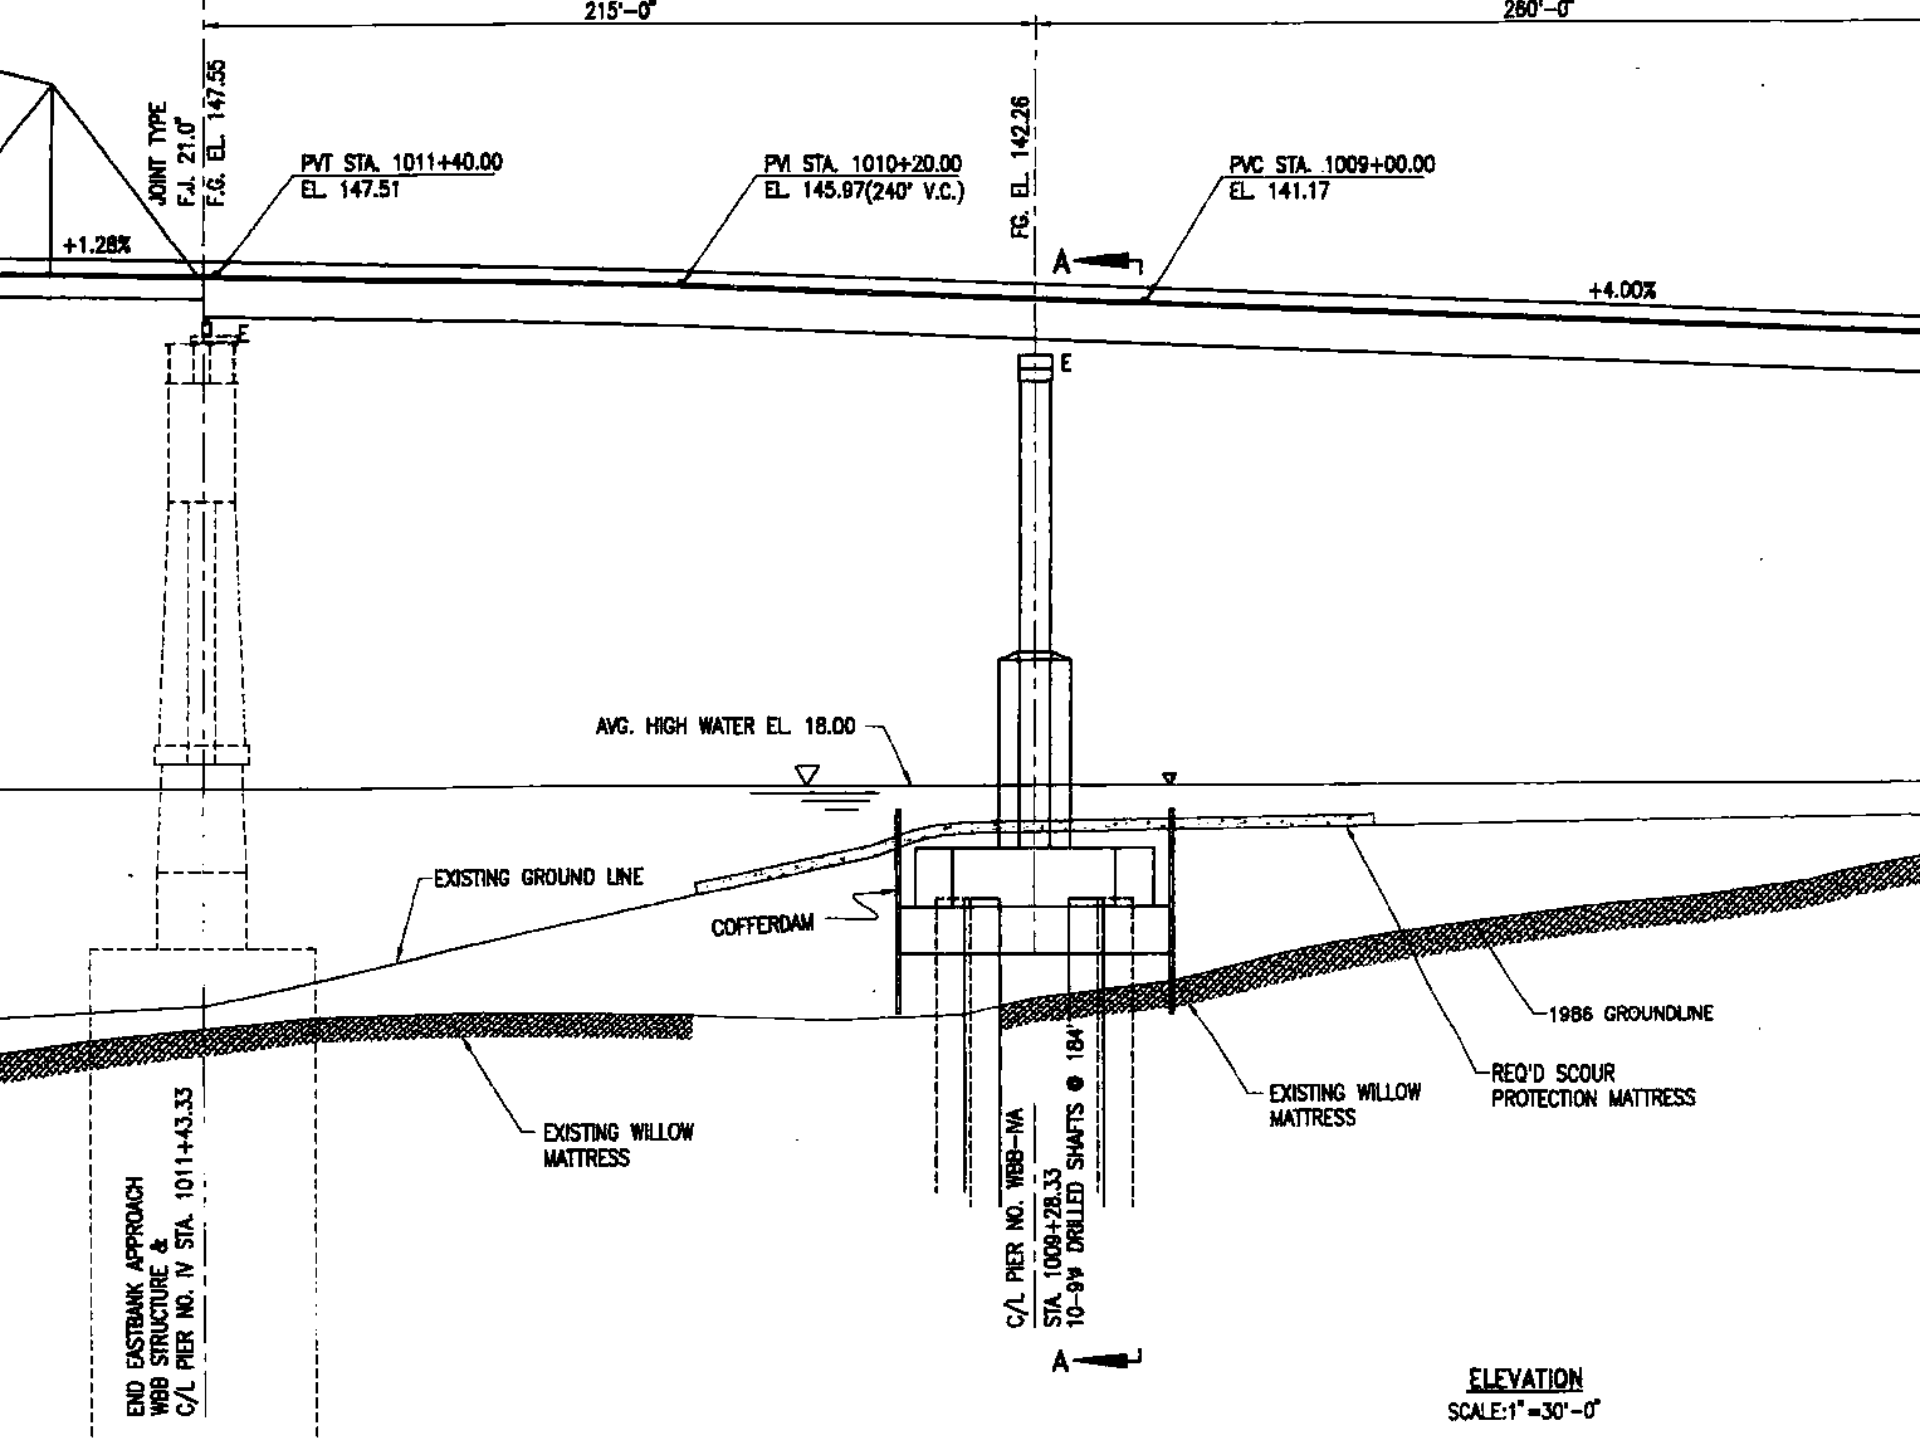 215'-0"
260'-0"
JOINT TYPE
F.J. 21.0"
F.G. EL. 147.55
PVT STA. 1011+40.00
EL. 147.51
PVI STA. 1010+20.00
EL. 145.97(240' V.C.)
FG. EL. 142.26
PVC STA. 1009+00.00
EL. 141.17
+1.28%
A
+4.00%
E
E
AVG. HIGH WATER EL. 18.00
EXISTING GROUND LINE
COFFERDAM
1986 GROUNDLINE
REQ'D SCOUR
PROTECTION MATTRESS
EXISTING WILLOW
MATTRESS
EXISTING WILLOW
MATTRESS
END EASTBANK APPROACH
WBB STRUCTURE &
C/L PIER NO. IV STA. 1011+43.33
C/L PIER NO. WBB-IVA
STA. 1009+28.33
10-9'φ DRILLED SHAFTS @ 184'
A
ELEVATION
SCALE:1"=30'-0"